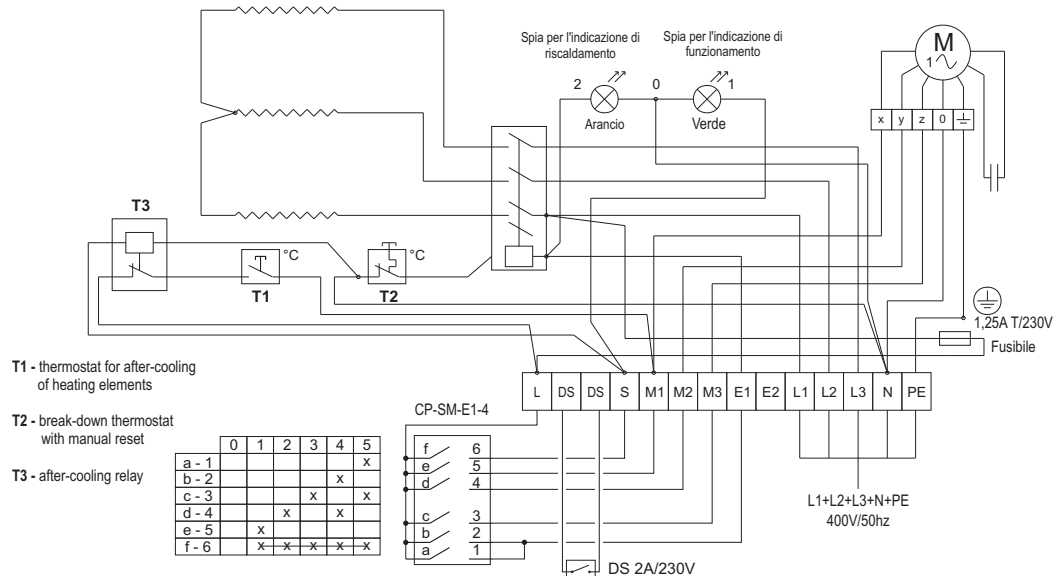 Spia per l'indicazione di
riscaldamento
Spia per l'indicazione di
funzionamento
2 0 1
Arancio Verde
M
1
x y z 0
T3
°C
T1
°C
T2
1,25A T/230V
Fusibile
L DS DS S M1 M2 M3 E1 E2 L1 L2 L3 N PE
T1 - thermostat for after-cooling
of heating elements
T2 - break-down thermostat
with manual reset
T3 - after-cooling relay
0 1 2 3 4 5
a - 1 x
b - 2 x
c - 3 x x
d - 4 x x
e - 5 x
f - 6 x x x x x
CP-SM-E1-4
f 6
e 5
d 4
c 3
b 2
a 1
DS 2A/230V
L1+L2+L3+N+PE
400V/50hz